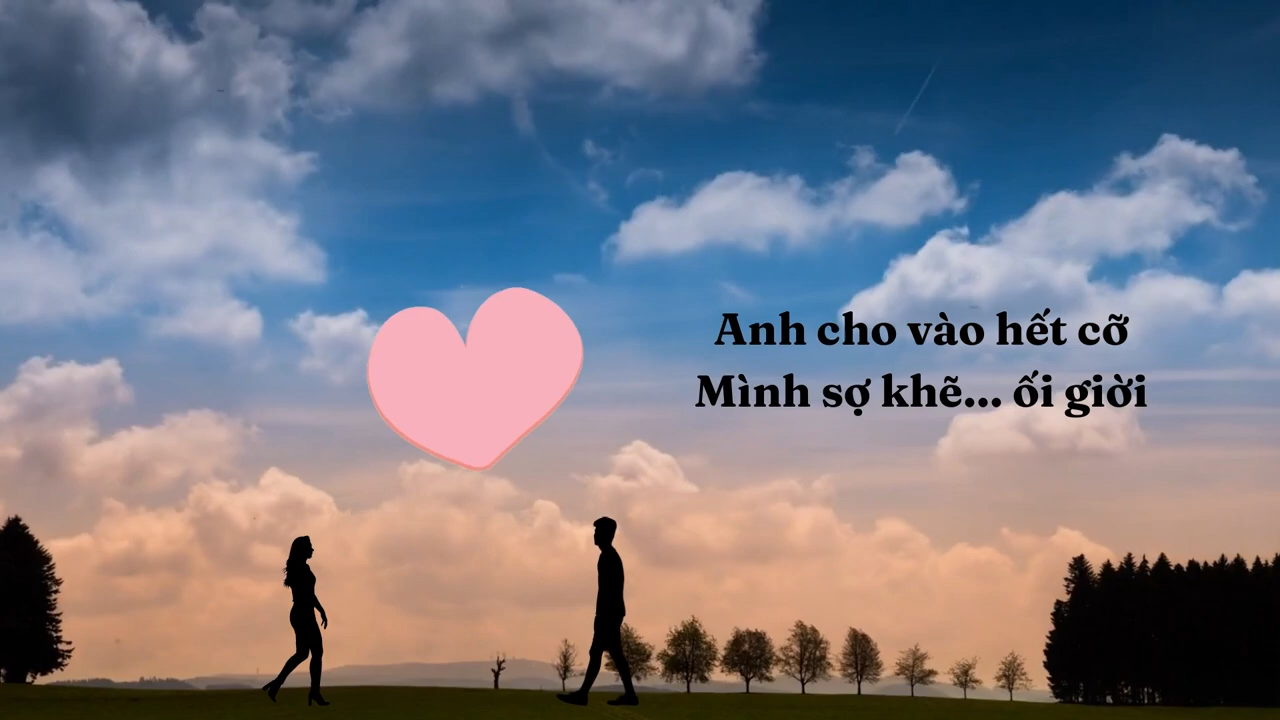 Anh cho vào hết cỡ
Mình sợ khẽ... ối giời